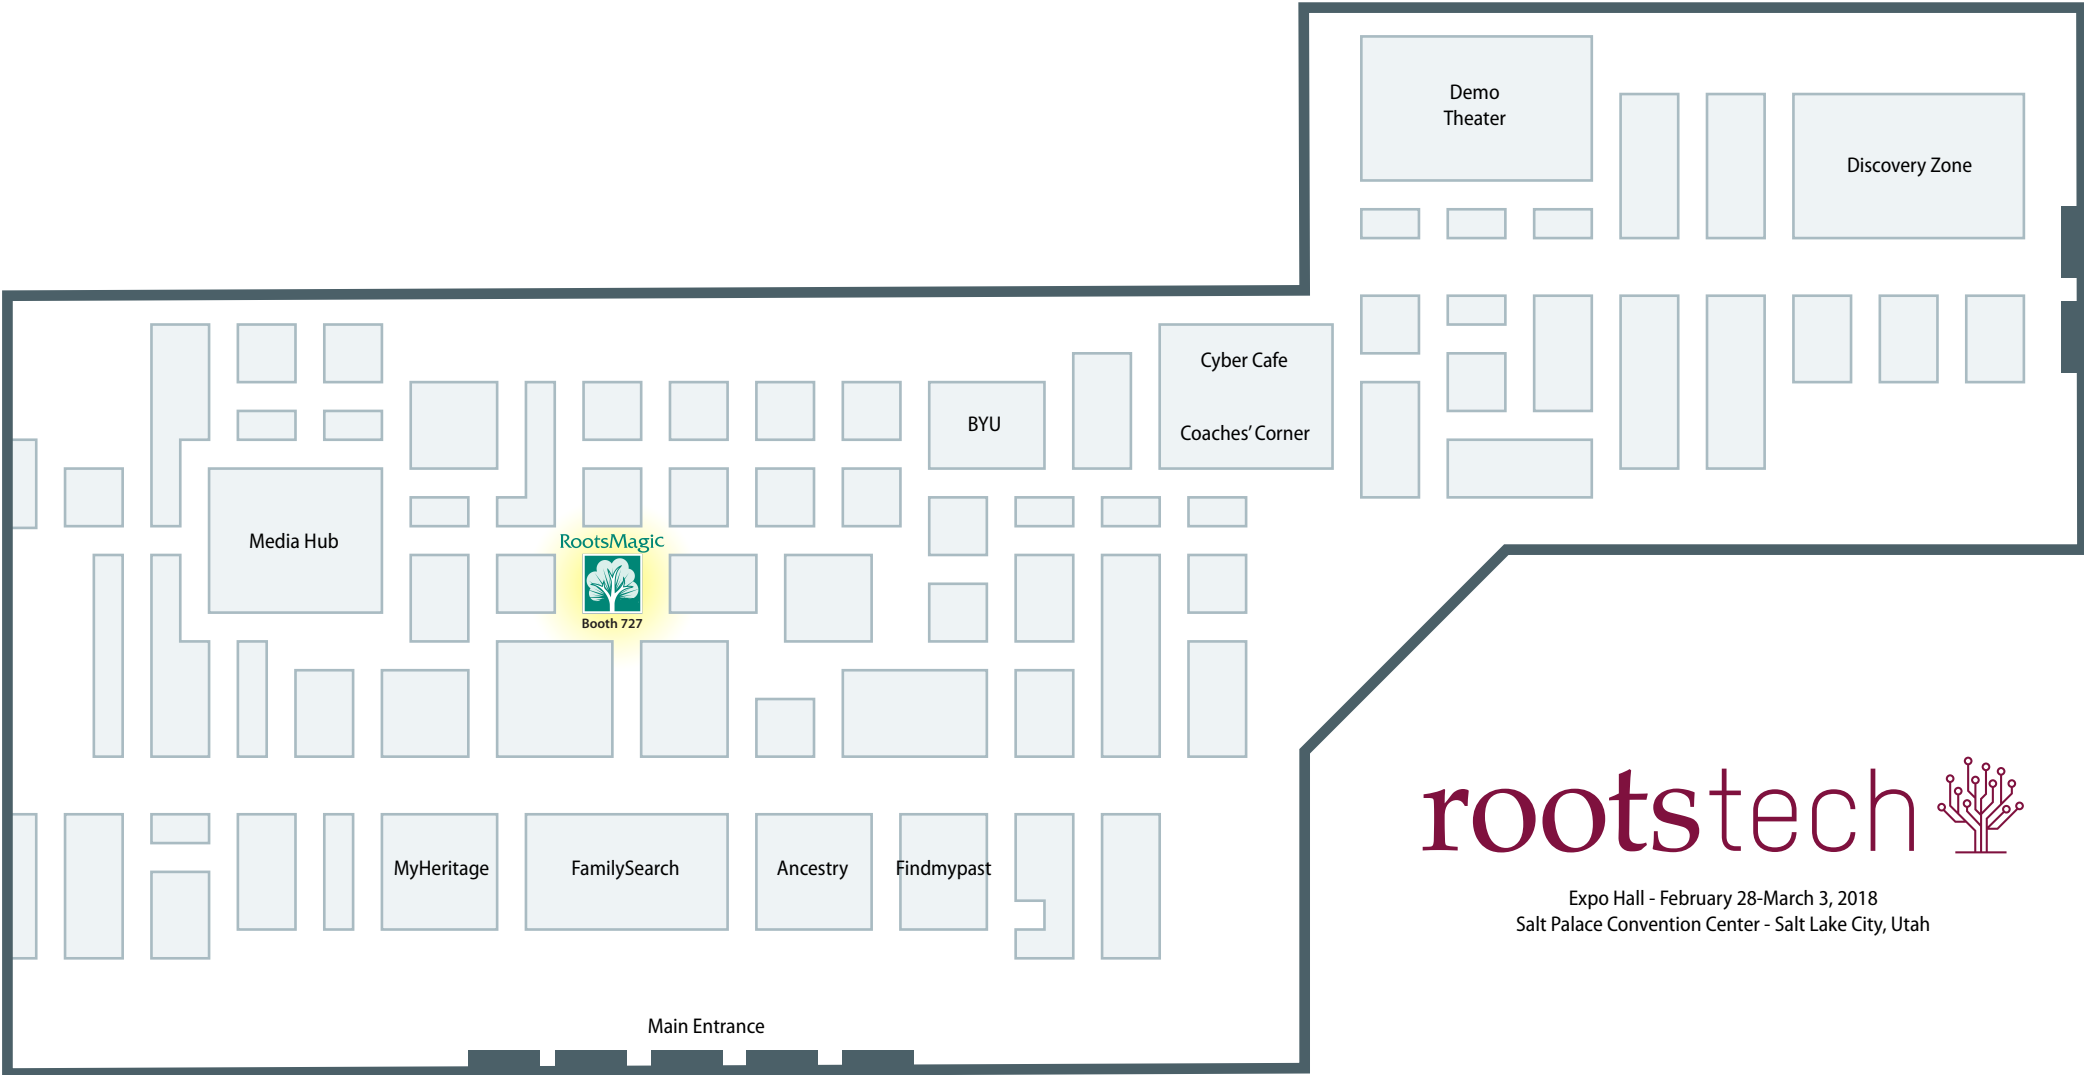 Demo
Theater
Discovery Zone
Cyber Cafe
Coaches' Corner
BYU
Media Hub
RootsMagic
Booth 727
MyHeritage
FamilySearch
Ancestry
Findmypast
rootstech
Expo Hall - February 28-March 3, 2018
Salt Palace Convention Center - Salt Lake City, Utah
Main Entrance